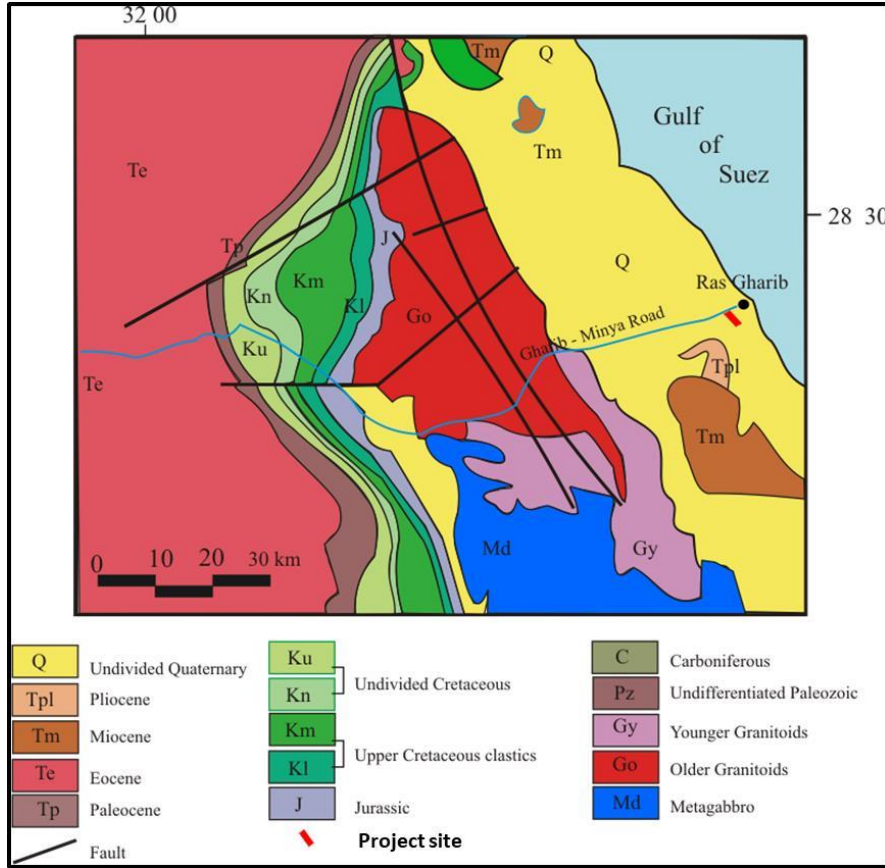 32 00
Tm
Q
Gulf
of
Suez
Te
Tm
28 30
J
Tp
Q
Km
Ras Gharib
Kn
Kl
Go
Gharib - Minya Road
Ku
Tpl
Te
Tm
Md
Gy
0 10 20 30 km
Q Undivided Quaternary
Tpl Pliocene
Tm Miocene
Te Eocene
Tp Paleocene
Fault
Ku
Kn
Undivided Cretaceous
Km
Kl
Upper Cretaceous clastics
J Jurassic
Project site
C Carboniferous
Pz Undifferentiated Paleozoic
Gy Younger Granitoids
Go Older Granitoids
Md Metagabbro